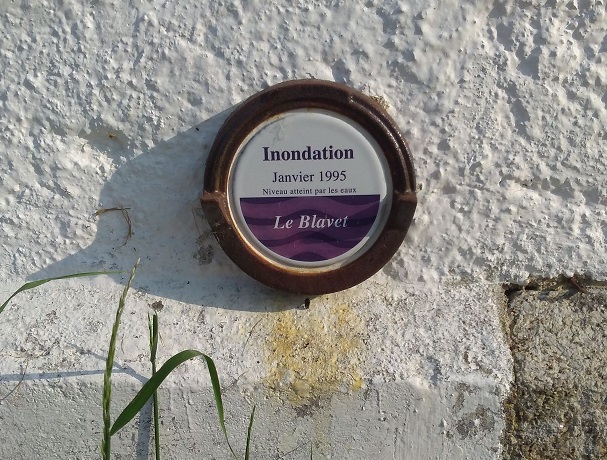 Inondation
Janvier 1995
Niveau atteint par les eaux
Le Blavet